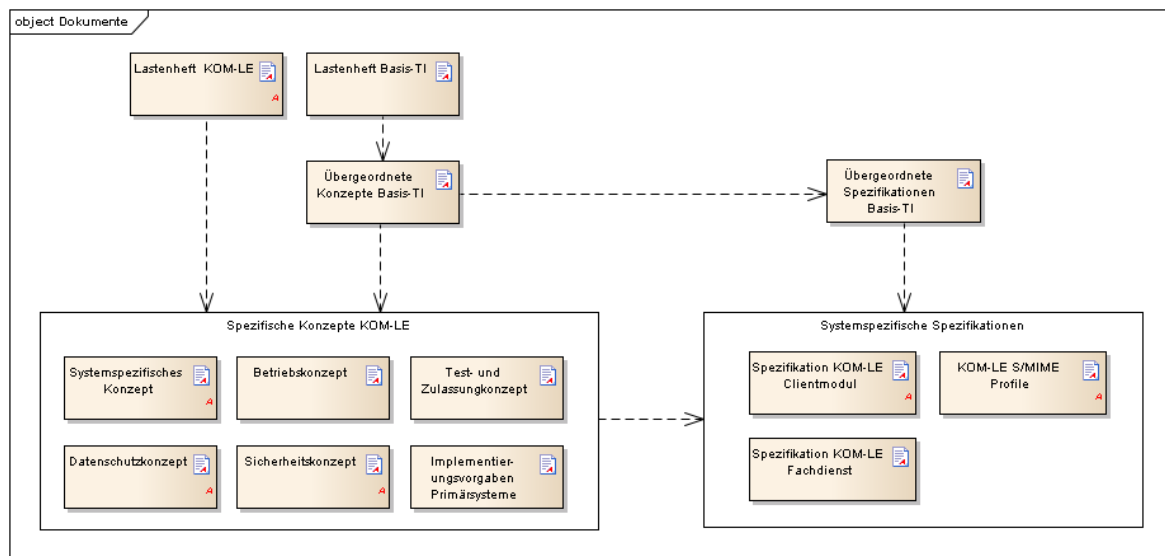 object Dokumente
Lastenheft KOM-LE
A
Lastenheft Basis-TI
Übergeordnete
Konzepte Basis-TI
Übergeordnete
Spezifikationen
Basis-TI
Spezifische Konzepte KOM-LE
Systemspezifisches
Konzept
A
Betriebskonzept
Test- und
Zulassungkonzept
Datenschutzkonzept
A
Sicherheitskonzept
A
Implementier-
ungsvorgaben
Primärsysteme
Systemspezifische Spezifikationen
Spezifikation KOM-LE
Clientmodul
A
KOM-LE S/MIME
Profile
A
Spezifikation KOM-LE
Fachdienst